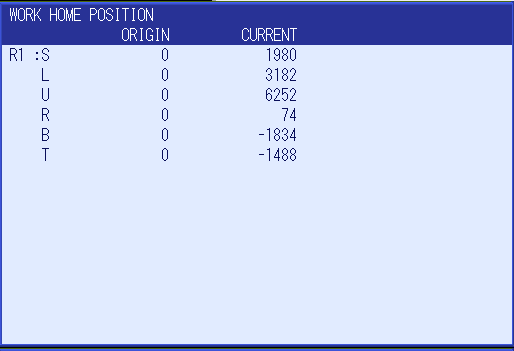 WORK HOME POSITION
ORIGIN CURRENT
R1 :S 0 1980
L 0 3182
U 0 6252
R 0 74
B 0 -1834
T 0 -1488